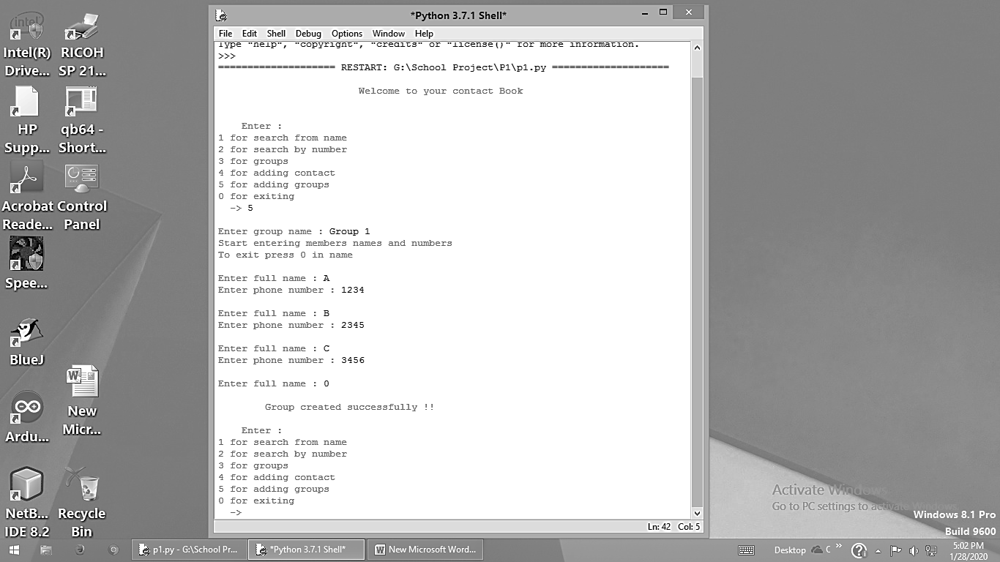 Intel(R) Drive...
RICOH SP 21...
HP Supp...
qb64 - Short...
Acrobat Reade...
Control Panel
Spee...
BlueJ
Ardu...
New Micr...
NetB... IDE 8.2
Recycle Bin
*Python 3.7.1 Shell*
File Edit Shell Debug Options Window Help
Type "help", "copyright", "credits" or "license()" for more information.
>>>
==================== RESTART: G:\School Project\P1\p1.py ====================
Welcome to your contact Book
Enter :
1 for search from name
2 for search by number
3 for groups
4 for adding contact
5 for adding groups
0 for exiting
-> 5
Enter group name : Group 1
Start entering members names and numbers
To exit press 0 in name
Enter full name : A
Enter phone number : 1234
Enter full name : B
Enter phone number : 2345
Enter full name : C
Enter phone number : 3456
Enter full name : 0
Group created successfully !!
Enter :
1 for search from name
2 for search by number
3 for groups
4 for adding contact
5 for adding groups
0 for exiting
->
Ln: 42 Col: 5
Activate Windows
Go to PC settings to activate Windows.
Windows 8.1 Pro
Build 9600
p1.py - G:\School Pr...
*Python 3.7.1 Shell*
New Microsoft Word...
Desktop
C
5:02 PM
1/28/2020